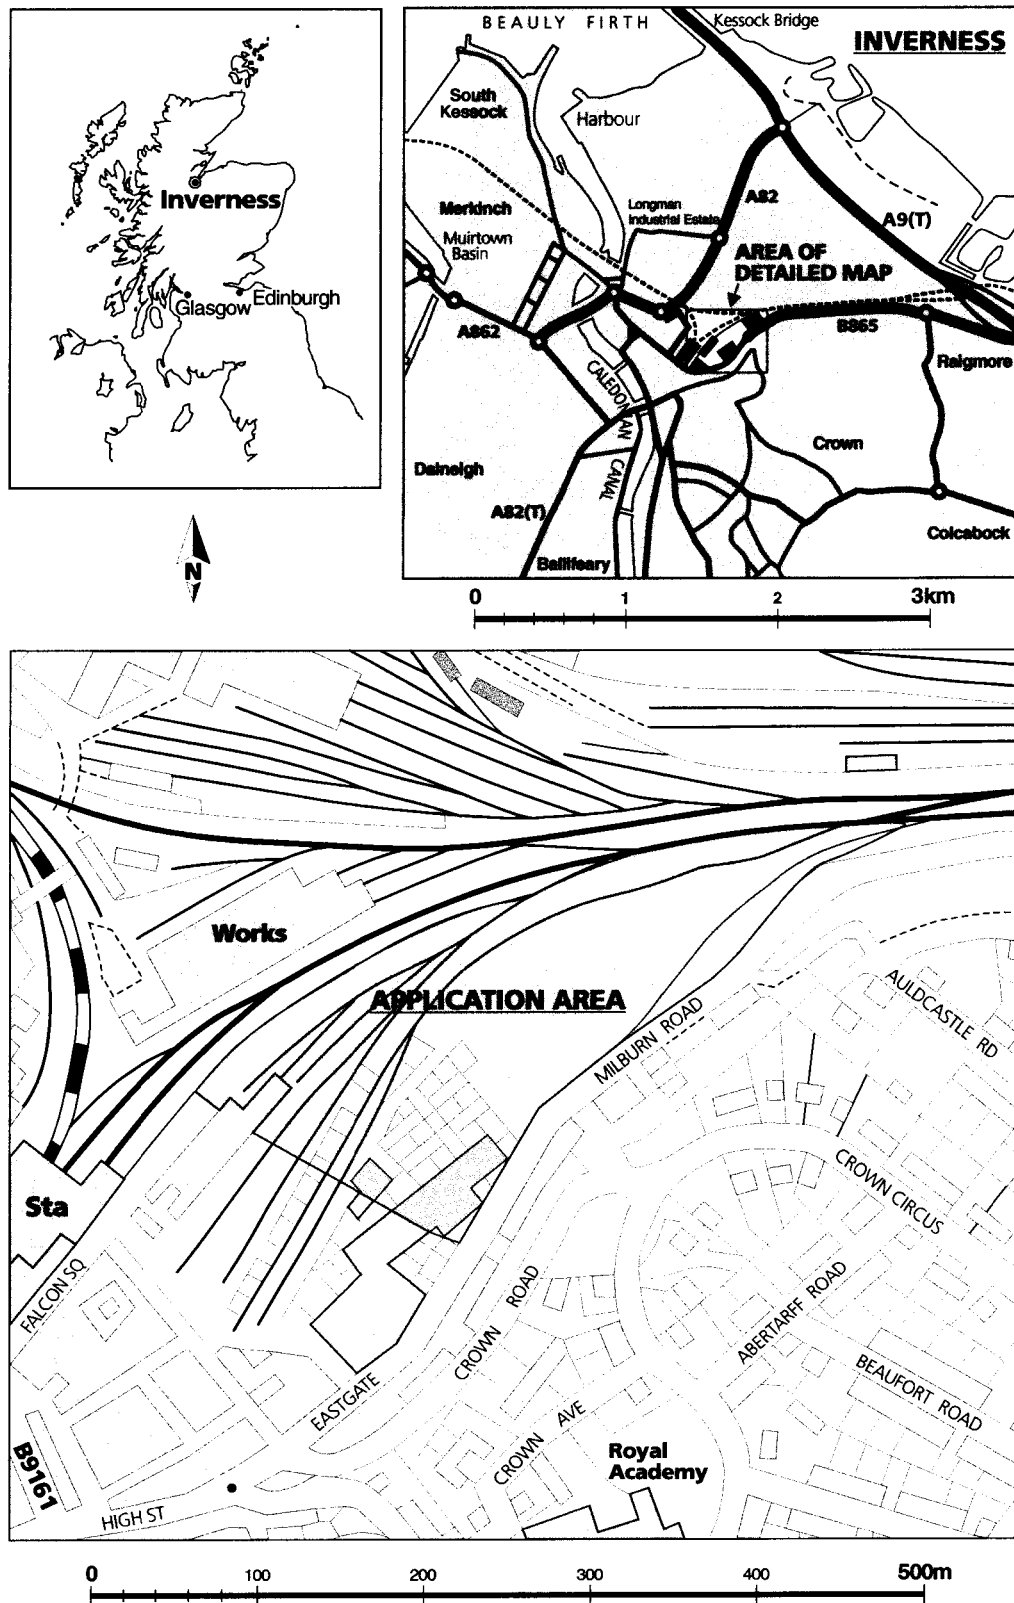 Inverness
Glasgow
Edinburgh
N
BEAULY FIRTH
Kessock Bridge
INVERNESS
South
Kessock
Harbour
Merkinch
Muirtown
Basin
Longman
Industrial Estate
A82
A9(T)
AREA OF
DETAILED MAP
A862
B865
Raigmore
CALEDONIAN
CANAL
Crown
Dalneigh
A82(T)
Ballifeary
Colcabock
0 1 2 3km
Works
APPLICATION AREA
MILBURN ROAD
AULDCASTLE RD
Sta
FALCON SQ
CROWN CIRCUS
CROWN ROAD
ABERTARFF ROAD
EASTGATE
BEAUFORT ROAD
CROWN AVE
Royal
Academy
B9161
HIGH ST
0 100 200 300 400 500m